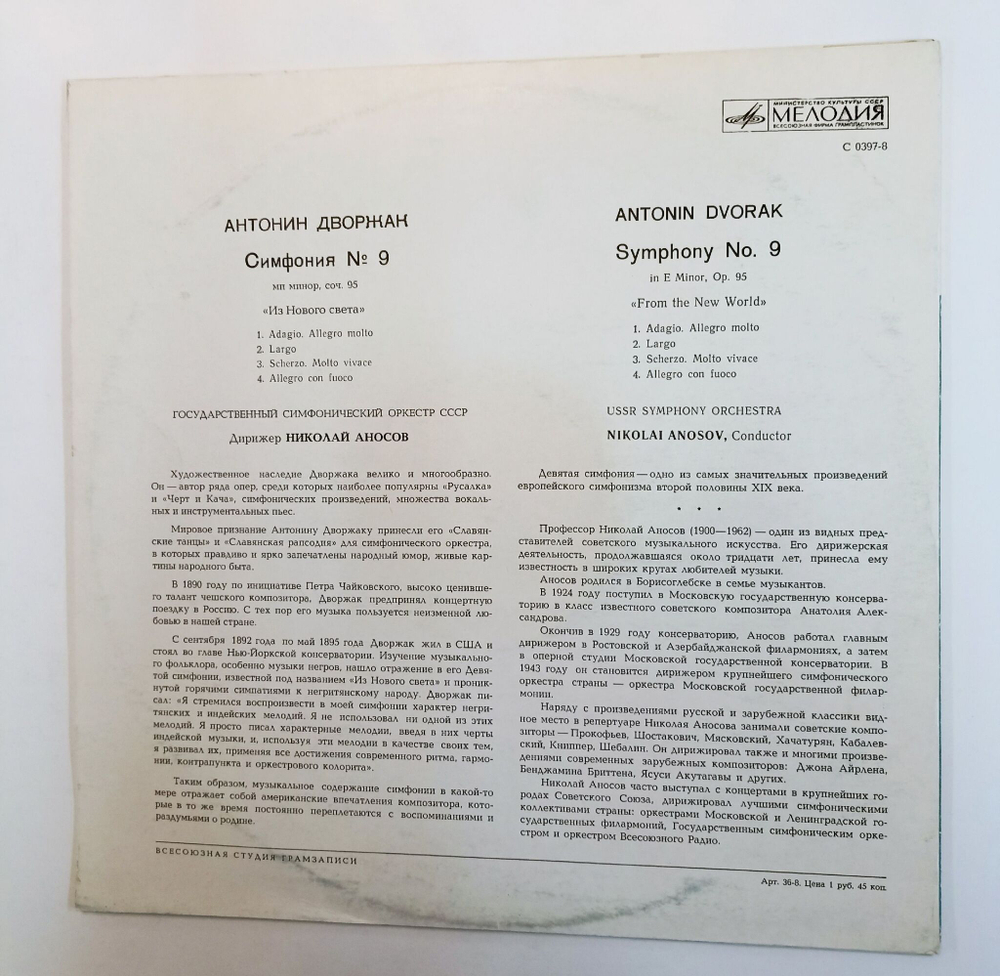 МИНИСТЕРСТВО КУЛЬТУРЫ СССР
МЕЛОДИЯ
ВСЕСОЮЗНАЯ ФИРМА ГРАМПЛАСТИНОК
С 0397-8
АНТОНИН ДВОРЖАК
Симфония № 9
ми минор, соч. 95
«Из Нового света»
1. Adagio. Allegro molto
2. Largo
3. Scherzo. Molto vivace
4. Allegro con fuoco
ГОСУДАРСТВЕННЫЙ СИМФОНИЧЕСКИЙ ОРКЕСТР СССР
Дирижер НИКОЛАЙ АНОСОВ
ANTONIN DVORAK
Symphony No. 9
in E Minor, Op. 95
«From the New World»
1. Adagio. Allegro molto
2. Largo
3. Scherzo. Molto vivace
4. Allegro con fuoco
USSR SYMPHONY ORCHESTRA
NIKOLAI ANOSOV, Conductor
Художественное наследие Дворжака велико и многообразно.
Он — автор ряда опер, среди которых наиболее популярны «Русалка»
и «Черт и Кача», симфонических произведений, множества вокаль-
ных и инструментальных пьес.
Мировое признание Антонину Дворжаку принесли его «Славян-
ские танцы» и «Славянская рапсодия» для симфонического оркестра,
в которых правдиво и ярко запечатлены народный юмор, живые кар-
тины народного быта.
В 1890 году по инициативе Петра Чайковского, высоко ценивше-
го талант чешского композитора, Дворжак предпринял концертную
поездку в Россию. С тех пор его музыка пользуется неизменной лю-
бовью в нашей стране.
С сентября 1892 года по май 1895 года Дворжак жил в США и
стоял во главе Нью-Йоркской консерватории. Изучение музыкально-
го фольклора, особенно музыки негров, нашло отражение в его Девя-
той симфонии, известной под названием «Из Нового света» и проник-
нутой горячими симпатиями к негритянскому народу. Дворжак пи-
сал: «Я стремился воспроизвести в моей симфонии характер негри-
тянских и индейских мелодий. Я не использовал ни одной из этих
мелодий. Я просто писал характерные мелодии, введя в них черты
индейской музыки, и, используя эти мелодии в качестве своих тем,
я развивал их, применяя все достижения современного ритма, гармо-
нии, контрапункта и оркестрового колорита».
Таким образом, музыкальное содержание симфонии в какой-то
мере отражает собой американские впечатления композитора, кото-
рые в то же время постоянно переплетаются с воспоминаниями и
раздумьями о родине.
Девятая симфония — одно из самых значительных произведений
европейского симфонизма второй половины XIX века.
• • •
Профессор Николай Аносов (1900—1962) — один из видных пред-
ставителей советского музыкального искусства. Его дирижерская
деятельность, продолжавшаяся около тридцати лет, принесла ему
известность в широких кругах любителей музыки.
Аносов родился в Борисоглебске в семье музыкантов.
В 1924 году поступил в Московскую государственную консерва-
торию в класс известного советского композитора Анатолия Алек-
сандрова.
Окончив в 1929 году консерваторию, Аносов работал главным
дирижером в Ростовской и Азербайджанской филармониях, а затем
в оперной студии Московской государственной консерватории. В
1943 году он становится дирижером крупнейшего симфонического
оркестра страны — оркестра Московской государственной филар-
монии.
Наряду с произведениями русской и зарубежной классики вид-
ное место в репертуаре Николая Аносова занимали советские компо-
зиторы — Прокофьев, Шостакович, Мясковский, Хачатурян, Кабалев-
ский, Книппер, Шебалин. Он дирижировал также и многими произве-
дениями современных зарубежных композиторов: Джона Айрлена,
Бенджамина Бриттена, Ясуси Акутагавы и других.
Николай Аносов часто выступал с концертами в крупнейших го-
родах Советского Союза, дирижировал лучшими симфоническими
коллективами страны: оркестрами Московской и Ленинградской го-
сударственных филармоний, Государственным симфоническим орке-
стром и оркестром Всесоюзного Радио.
ВСЕСОЮЗНАЯ СТУДИЯ ГРАМЗАПИСИ
Арт. 36-8. Цена 1 руб. 45 коп.